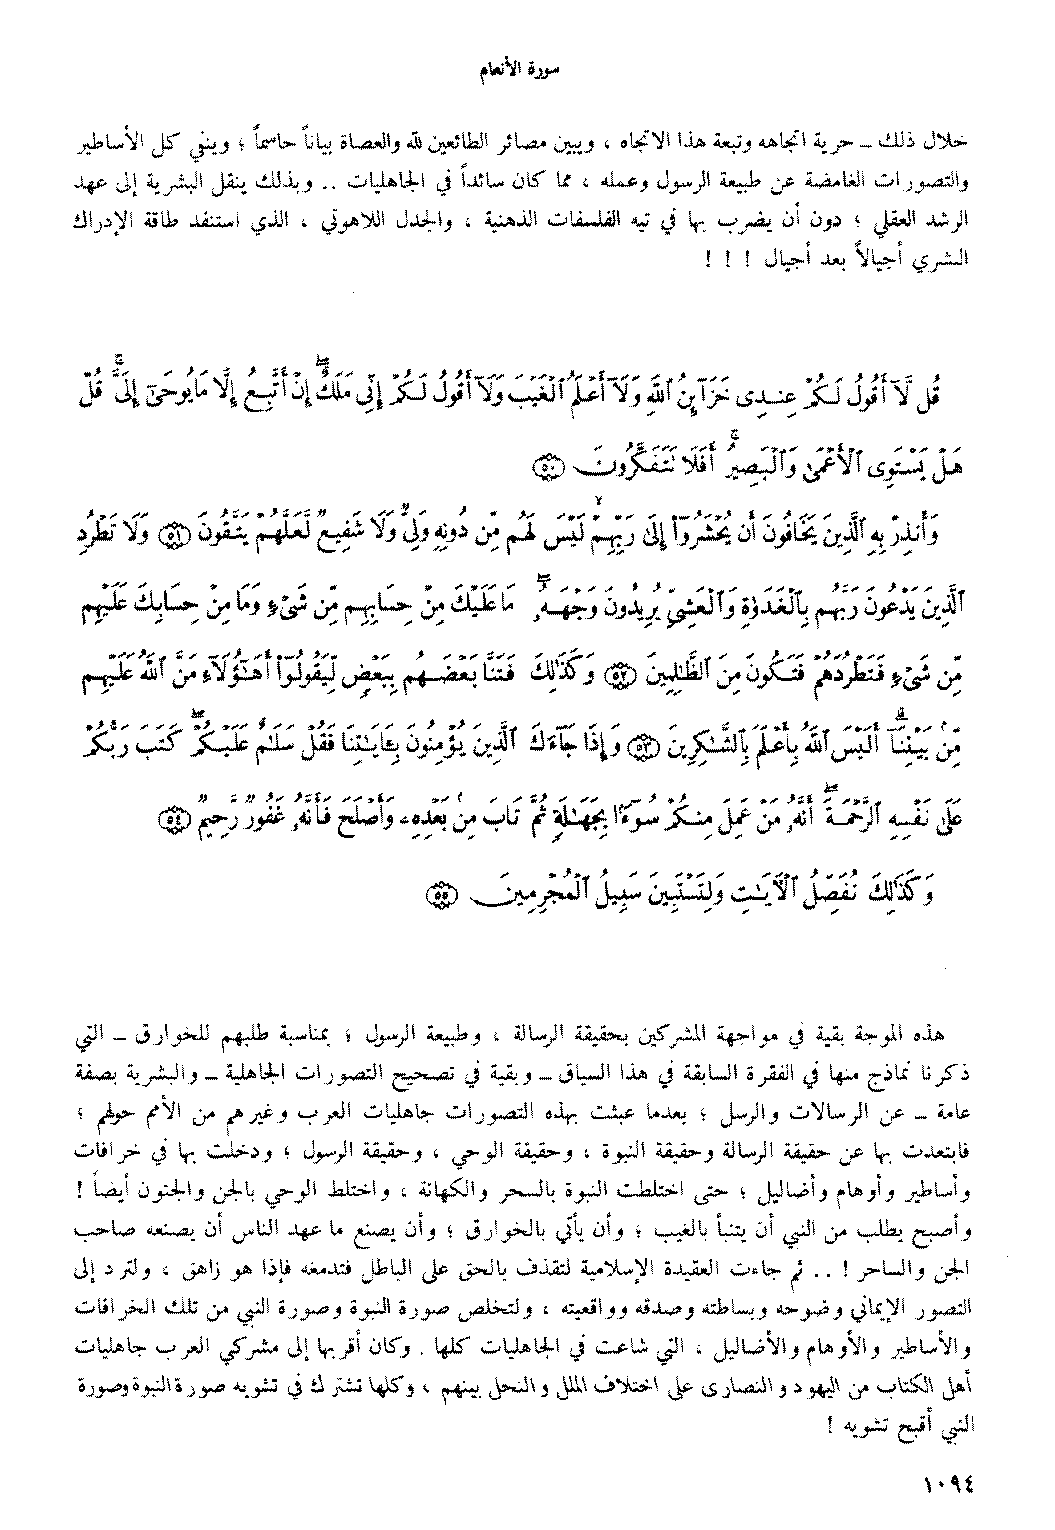 سورة الأنعام
خلال ذلك ــ حرية اتجاهه وتبعة هذا الاتجاه ، ويبين مصائر الطائعين لله والعصاة بياناً حاسماً ؛ وينفي كل الأساطير
والتصورات الغامضة عن طبيعة الرسول وعمله ، مما كان سائداً في الجاهليات .. وبذلك ينقل البشرية إلى عهد
الرشد العقلي ؛ دون أن يضرب بها في تيه الفلسفات الذهنية ، والجدل اللاهوتي ، الذي استنفد طاقة الإدراك
البشري أجيالاً بعد أجيال ! ! !
قُل لَّآ أَقُولُ لَكُمْ عِندِى خَزَآئِنُ ٱللَّهِ وَلَآ أَعْلَمُ ٱلْغَيْبَ وَلَآ أَقُولُ لَكُمْ إِنِّى مَلَكٌ ۖ إِنْ أَتَّبِعُ إِلَّا مَا يُوحَىٰٓ إِلَىَّ ۚ قُلْ
هَلْ يَسْتَوِى ٱلْأَعْمَىٰ وَٱلْبَصِيرُ ۚ أَفَلَا تَتَفَكَّرُونَ ﴿٥٠﴾
وَأَنذِرْ بِهِ ٱلَّذِينَ يَخَافُونَ أَن يُحْشَرُوٓا۟ إِلَىٰ رَبِّهِمْ ۙ لَيْسَ لَهُم مِّن دُونِهِۦ وَلِىٌّ وَلَا شَفِيعٌ لَّعَلَّهُمْ يَتَّقُونَ ﴿٥١﴾ وَلَا تَطْرُدِ
ٱلَّذِينَ يَدْعُونَ رَبَّهُم بِٱلْغَدَوٰةِ وَٱلْعَشِىِّ يُرِيدُونَ وَجْهَهُۥ ۖ مَا عَلَيْكَ مِنْ حِسَابِهِم مِّن شَىْءٍ وَمَا مِنْ حِسَابِكَ عَلَيْهِم
مِّن شَىْءٍ فَتَطْرُدَهُمْ فَتَكُونَ مِنَ ٱلظَّٰلِمِينَ ﴿٥٢﴾ وَكَذَٰلِكَ فَتَنَّا بَعْضَهُم بِبَعْضٍ لِّيَقُولُوٓا۟ أَهَٰٓؤُلَآءِ مَنَّ ٱللَّهُ عَلَيْهِم
مِّنۢ بَيْنِنَآ ۗ أَلَيْسَ ٱللَّهُ بِأَعْلَمَ بِٱلشَّٰكِرِينَ ﴿٥٣﴾ وَإِذَا جَآءَكَ ٱلَّذِينَ يُؤْمِنُونَ بِـَٔايَٰتِنَا فَقُلْ سَلَٰمٌ عَلَيْكُمْ ۖ كَتَبَ رَبُّكُمْ
عَلَىٰ نَفْسِهِ ٱلرَّحْمَةَ ۖ أَنَّهُۥ مَنْ عَمِلَ مِنكُمْ سُوٓءًۢا بِجَهَٰلَةٍ ثُمَّ تَابَ مِنۢ بَعْدِهِۦ وَأَصْلَحَ فَأَنَّهُۥ غَفُورٌ رَّحِيمٌ ﴿٥٤﴾
وَكَذَٰلِكَ نُفَصِّلُ ٱلْـَٔايَٰتِ وَلِتَسْتَبِينَ سَبِيلُ ٱلْمُجْرِمِينَ ﴿٥٥﴾
هذه الموجة بقية في مواجهة المشركين بحقيقة الرسالة ، وطبيعة الرسول ؛ بمناسبة طلبهم للخوارق ــ التي
ذكرنا نماذج منها في الفقرة السابقة في هذا السياق ــ وبقية في تصحيح التصورات الجاهلية ــ والبشرية بصفة
عامة ــ عن الرسالات والرسل ؛ بعدما عبثت بهذه التصورات جاهليات العرب وغيرهم من الأمم حولهم ؛
فابتعدت بها عن حقيقة الرسالة وحقيقة النبوة ، وحقيقة الوحي ، وحقيقة الرسول ؛ ودخلت بها في خرافات
وأساطير وأوهام وأضاليل ؛ حتى اختلطت النبوة بالسحر والكهانة ، واختلط الوحي بالجن والجنون أيضاً !
وأصبح يطلب من النبي أن يتنبأ بالغيب ؛ وأن يأتي بالخوارق ؛ وأن يصنع ما عهد الناس أن يصنعه صاحب
الجن والساحر ! .. ثم جاءت العقيدة الإسلامية لتقذف بالحق على الباطل فتدمغه فإذا هو زاهق ، ولترد إلى
التصور الإيماني وضوحه وبساطته وصدقه وواقعيته ، ولتخلص صورة النبوة وصورة النبي من تلك الخرافات
والأساطير والأوهام والأضاليل ، التي شاعت في الجاهليات كلها . وكان أقربها إلى مشركي العرب جاهليات
أهل الكتاب من اليهود والنصارى على اختلاف الملل والنحل بينهم ، وكلها تشترك في تشويه صورة النبوة وصورة
النبي أقبح تشويه !
١٠٩٤